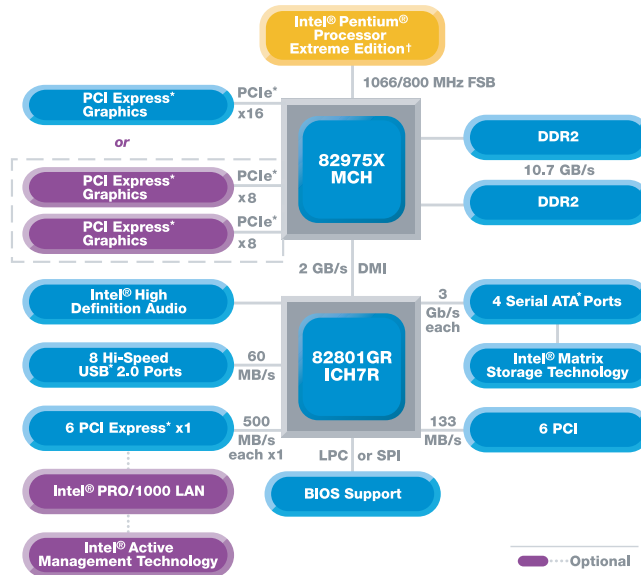 Intel® Pentium®
Processor
Extreme Edition†
1066/800 MHz FSB
PCI Express*
Graphics
PCIe*
x16
or
PCI Express*
Graphics
PCIe*
x8
PCI Express*
Graphics
PCIe*
x8
82975X
MCH
DDR2
10.7 GB/s
DDR2
2 GB/s DMI
Intel® High
Definition Audio
8 Hi-Speed
USB* 2.0 Ports
60
MB/s
6 PCI Express* x1
500
MB/s
each x1
Intel® PRO/1000 LAN
Intel® Active
Management Technology
82801GR
ICH7R
3
Gb/s
each
4 Serial ATA* Ports
Intel® Matrix
Storage Technology
133
MB/s
6 PCI
LPC or SPI
BIOS Support
Optional